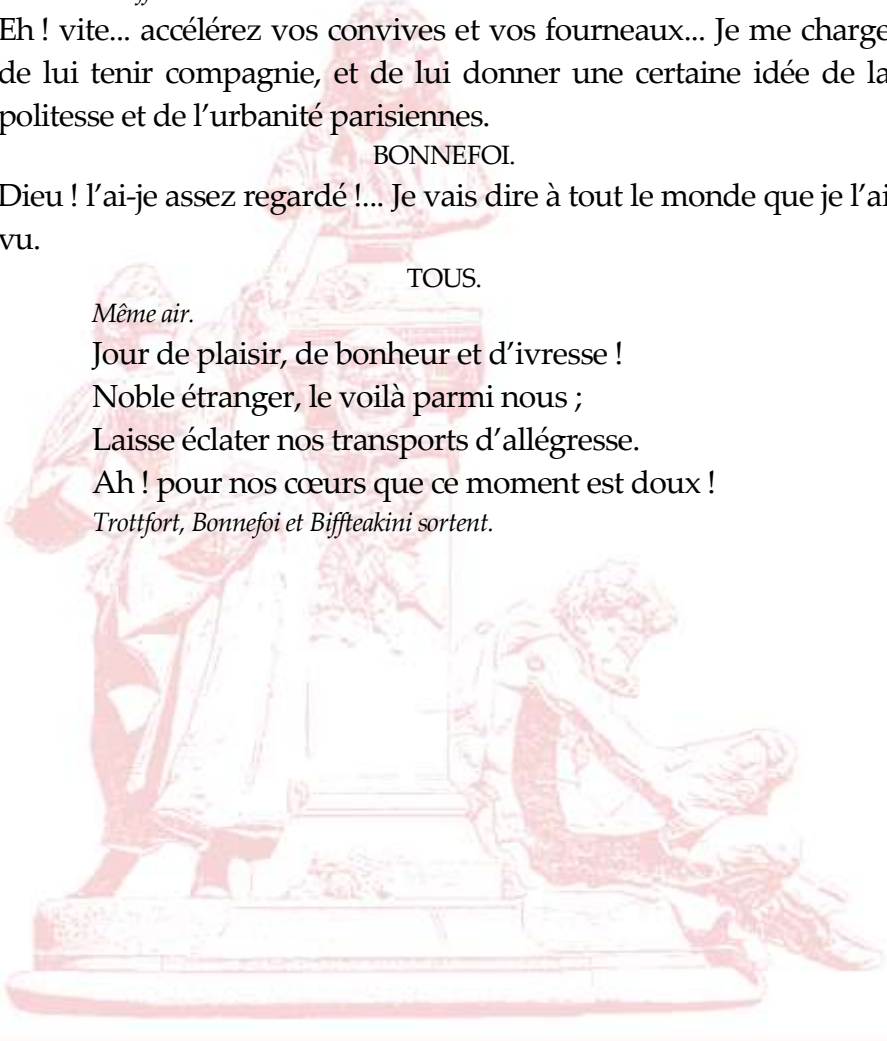 Eh ! vite... accélérez vos convives et vos fourneaux... Je me charge
de lui tenir compagnie, et de lui donner une certaine idée de la
politesse et de l’urbanité parisiennes.
BONNEFOI.
Dieu ! l’ai-je assez regardé !... Je vais dire à tout le monde que je l’ai
vu.
TOUS.
Même air.
Jour de plaisir, de bonheur et d’ivresse !
Noble étranger, le voilà parmi nous ;
Laisse éclater nos transports d’allégresse.
Ah ! pour nos cœurs que ce moment est doux !
Trottfort, Bonnefoi et Biffteakini sortent.